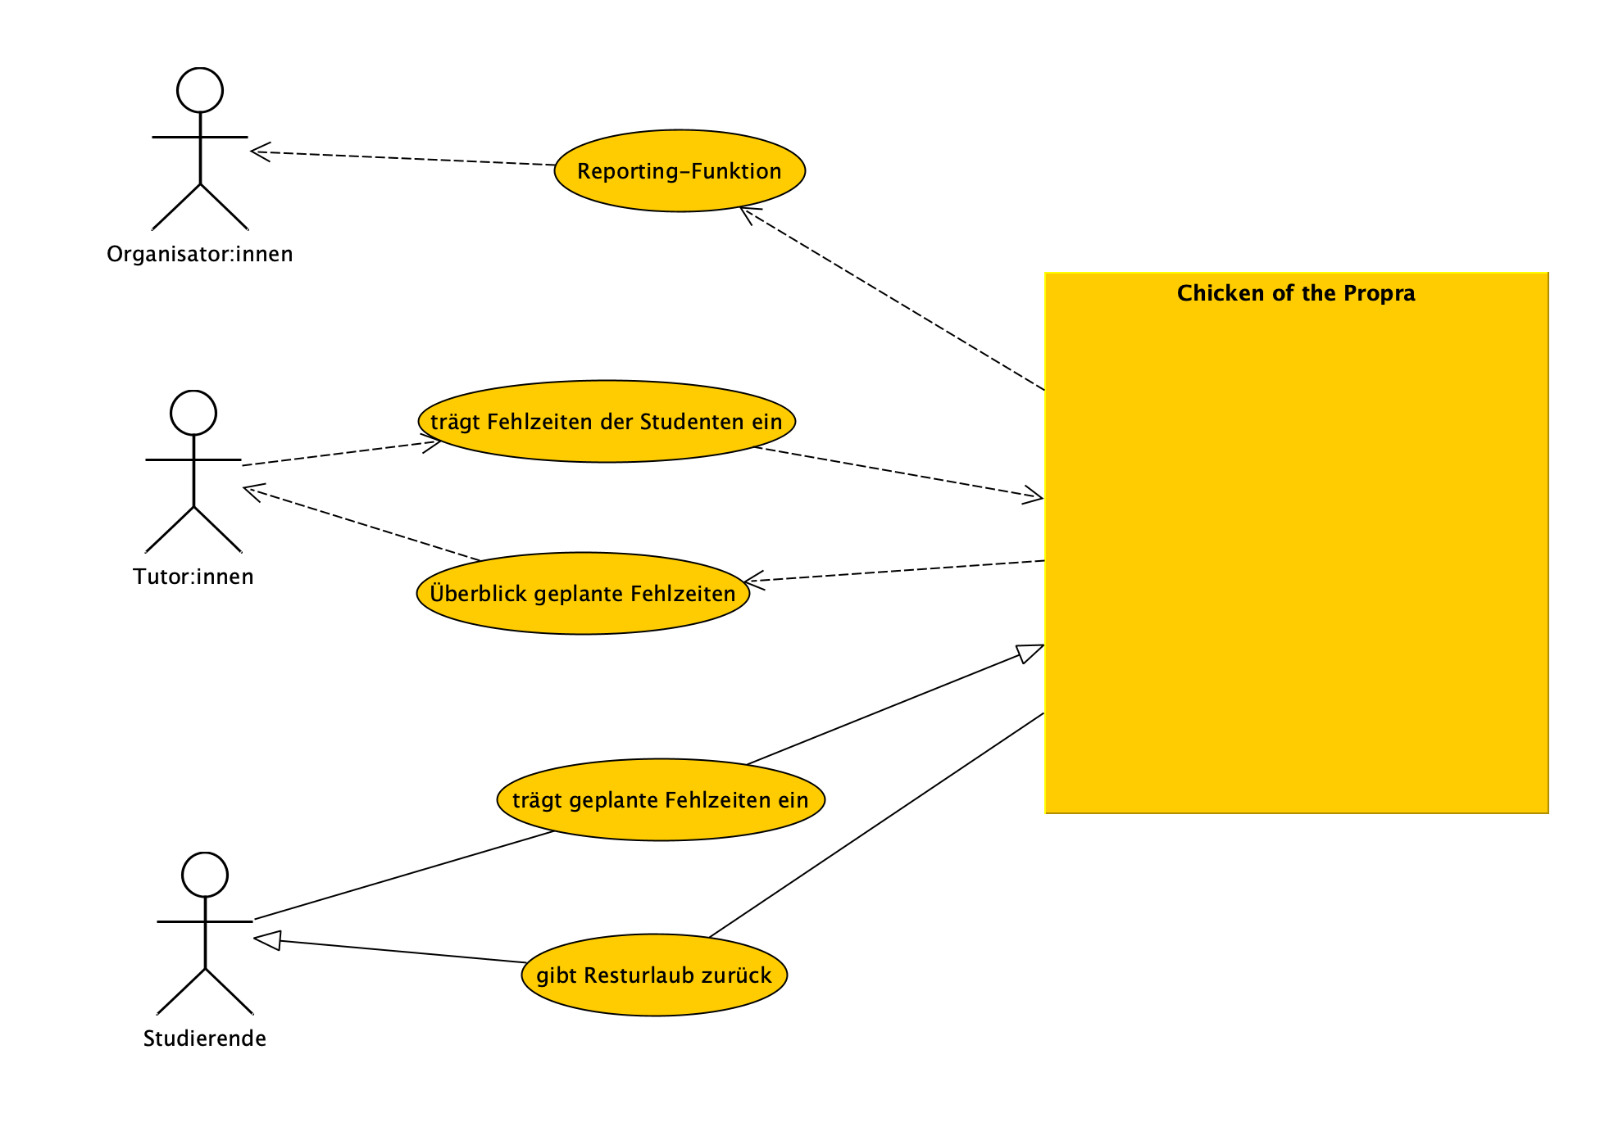 Reporting-Funktion
Organisator:innen
Chicken of the Propra
trägt Fehlzeiten der Studenten ein
Tutor:innen
Überblick geplante Fehlzeiten
trägt geplante Fehlzeiten ein
gibt Resturlaub zurück
Studierende